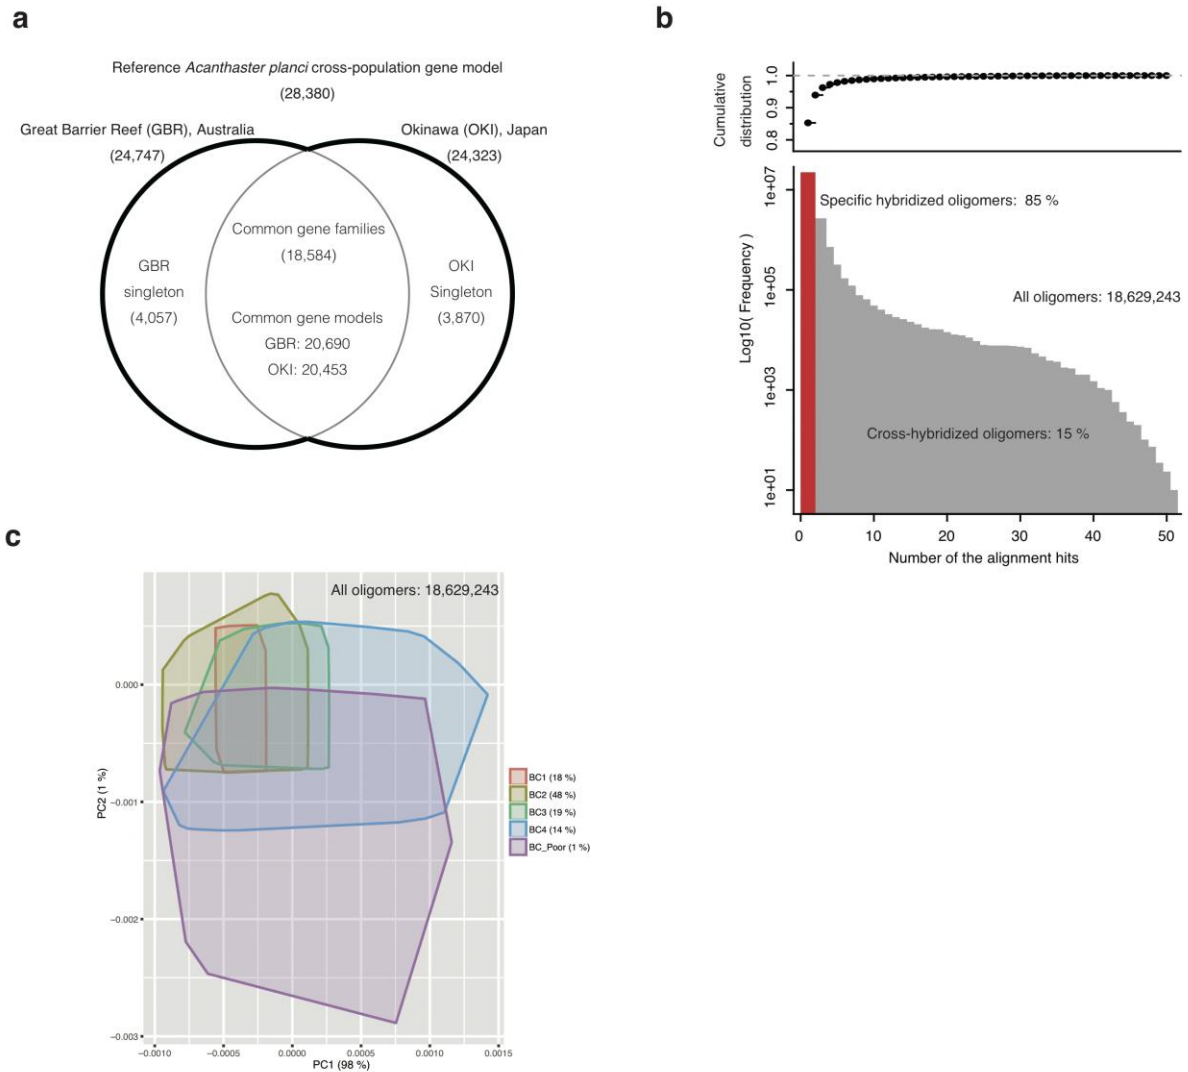 a
Reference Acanthaster planci cross-population gene model
(28,380)
Great Barrier Reef (GBR), Australia
(24,747)
Okinawa (OKI), Japan
(24,323)
Common gene families
(18,584)
GBR
singleton
(4,057)
OKI
Singleton
(3,870)
Common gene models
GBR: 20,690
OKI: 20,453
b
Cumulative
distribution
1.0
0.9
0.8
Log10( Frequency )
1e+07
1e+05
1e+03
1e+01
Specific hybridized oligomers: 85 %
All oligomers: 18,629,243
Cross-hybridized oligomers: 15 %
0 10 20 30 40 50
Number of the alignment hits
c
All oligomers: 18,629,243
PC2 (1 %)
0.000
−0.001
−0.002
−0.003
−0.0010 −0.0005 0.0000 0.0005 0.0010 0.0015
PC1 (98 %)
BC1 (18 %)
BC2 (48 %)
BC3 (19 %)
BC4 (14 %)
BC_Poor (1 %)